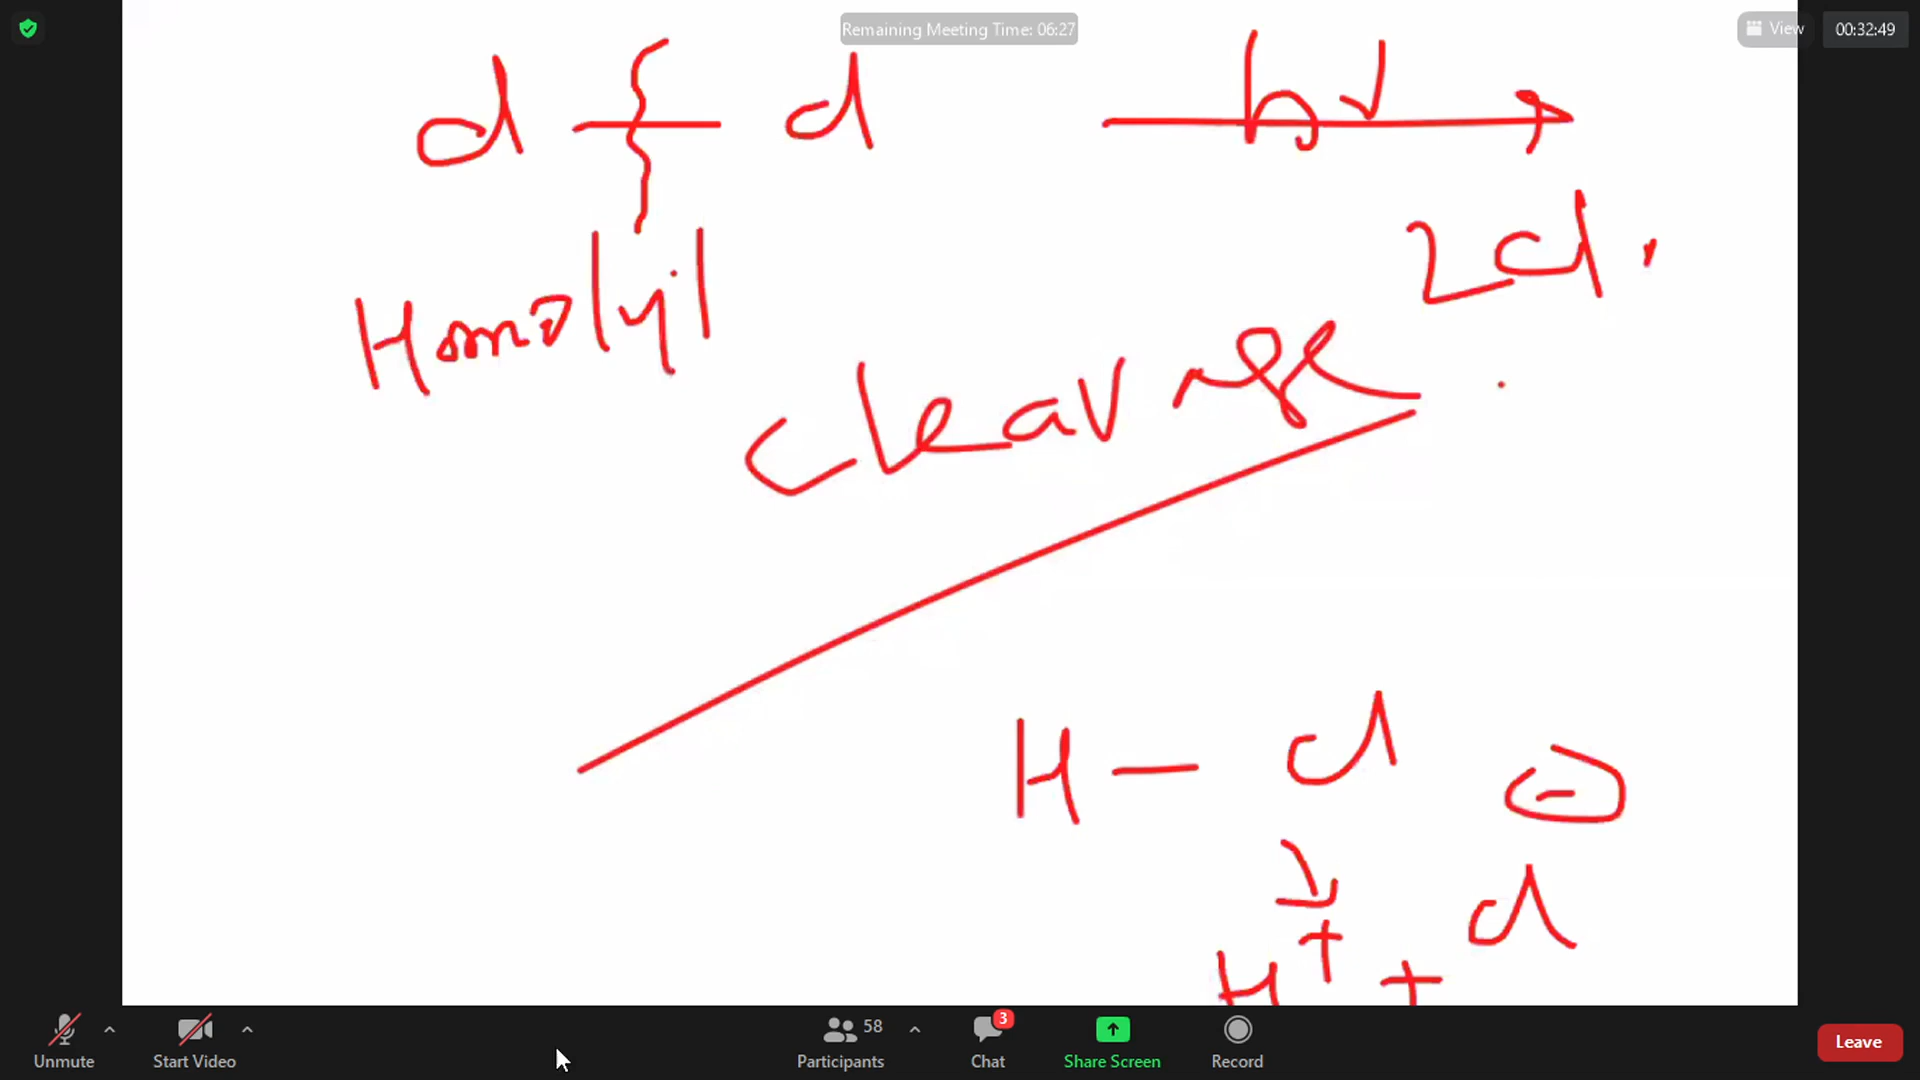 Remaining Meeting Time: 06:27
View
00:32:49
Cl — Cl hν
2Cl .
Homolyi
cleavage
H — Cl ⊖
H+ + Cl
Unmute
Start Video
58
Participants
3
Chat
Share Screen
Record
Leave